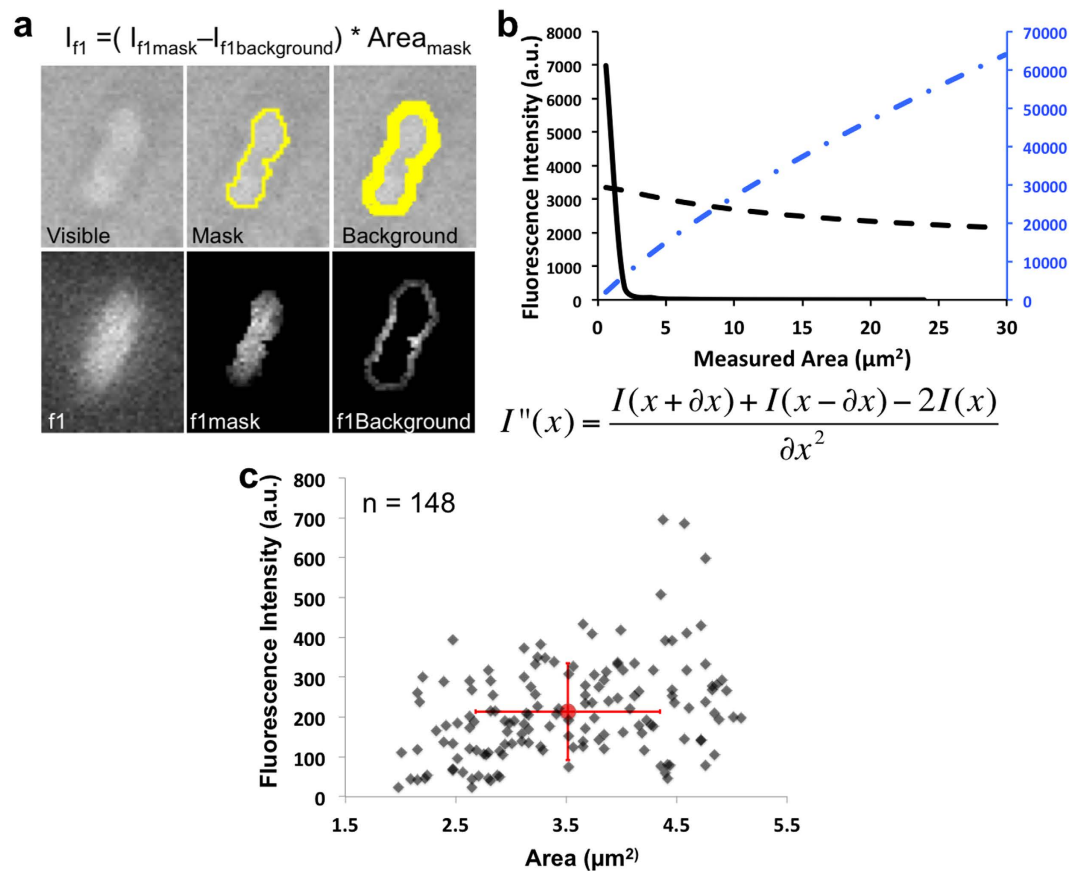 a
I_f1 =( I_f1mask–I_f1background) * Area_mask
Visible
Mask
Background
f1
f1mask
f1Background
b
Fluorescence Intensity (a.u.)
8000
7000
6000
5000
4000
3000
2000
1000
0
70000
60000
50000
40000
30000
20000
10000
0
0 5 10 15 20 25 30
Measured Area (µm²)
I"(x) = I(x+∂x)+I(x−∂x)−2I(x)
∂x²
c
Fluorescence Intensity (a.u.)
800
700
600
500
400
300
200
100
0
n = 148
1.5 2.5 3.5 4.5 5.5
Area (µm²)